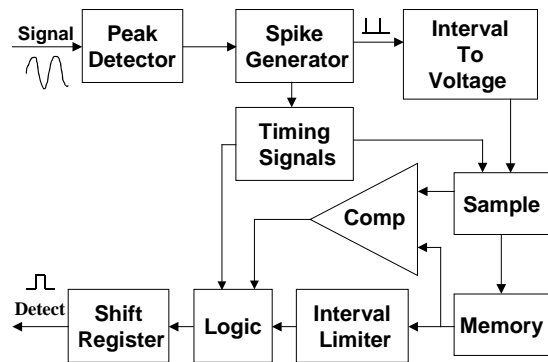 Signal
Peak
Detector
Spike
Generator
Interval
To
Voltage
Timing
Signals
Comp
Sample
Detect
Shift
Register
Logic
Interval
Limiter
Memory